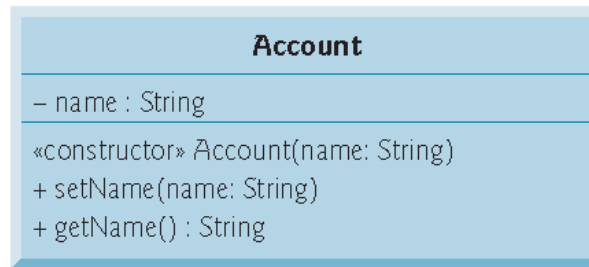 Account
– name : String
«constructor» Account(name: String)
+ setName(name: String)
+ getName() : String